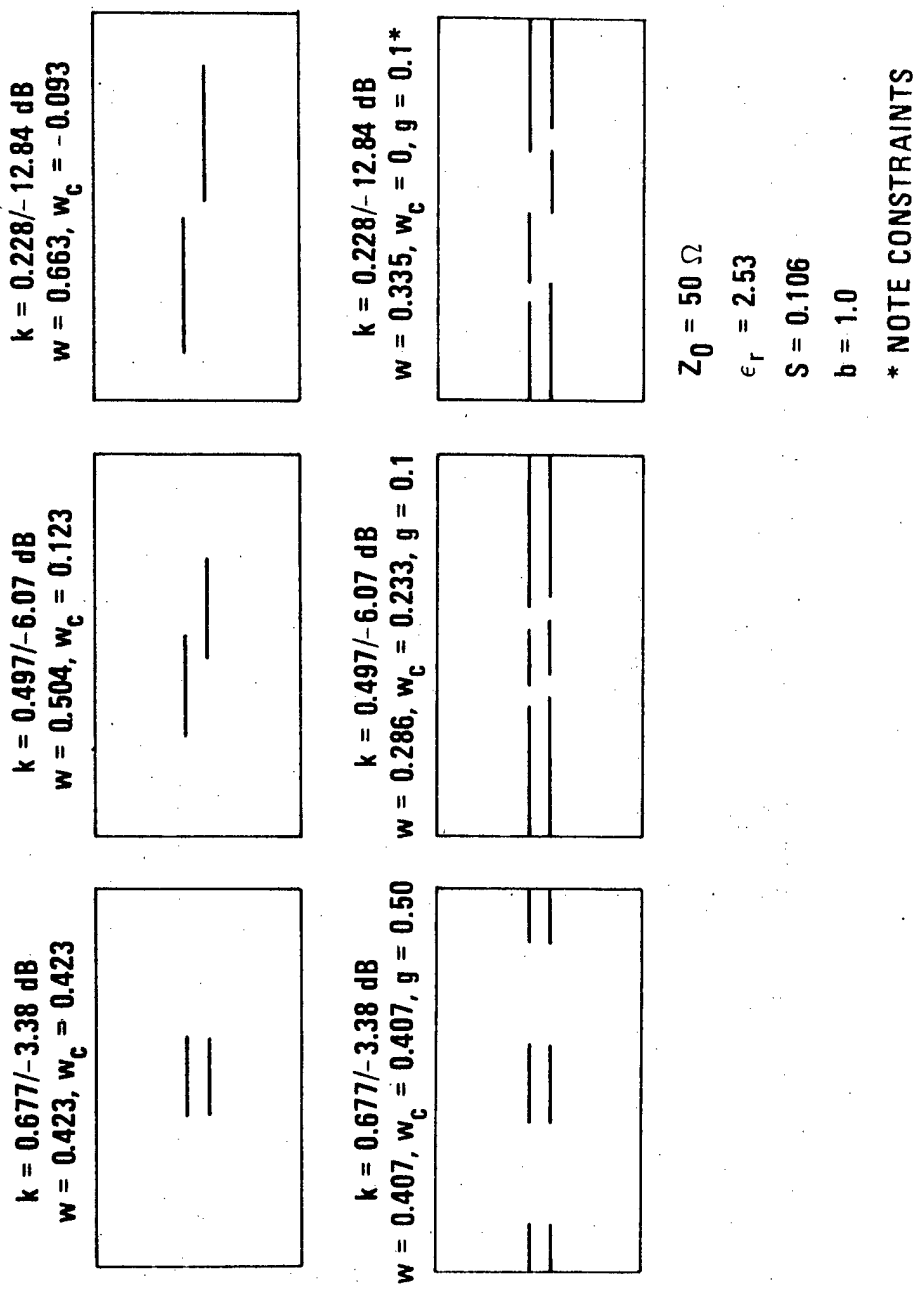 k = 0.677/-3.38 dB
w = 0.423, w_c = 0.423
k = 0.497/-6.07 dB
w = 0.504, w_c = 0.123
k = 0.228/-12.84 dB
w = 0.663, w_c = -0.093
k = 0.677/-3.38 dB
w = 0.407, w_c = 0.407, g = 0.50
k = 0.497/-6.07 dB
w = 0.286, w_c = 0.233, g = 0.1
k = 0.228/-12.84 dB
w = 0.335, w_c = 0, g = 0.1*
Z_0 = 50 Ω
ϵ_r = 2.53
S = 0.106
b = 1.0
* NOTE CONSTRAINTS